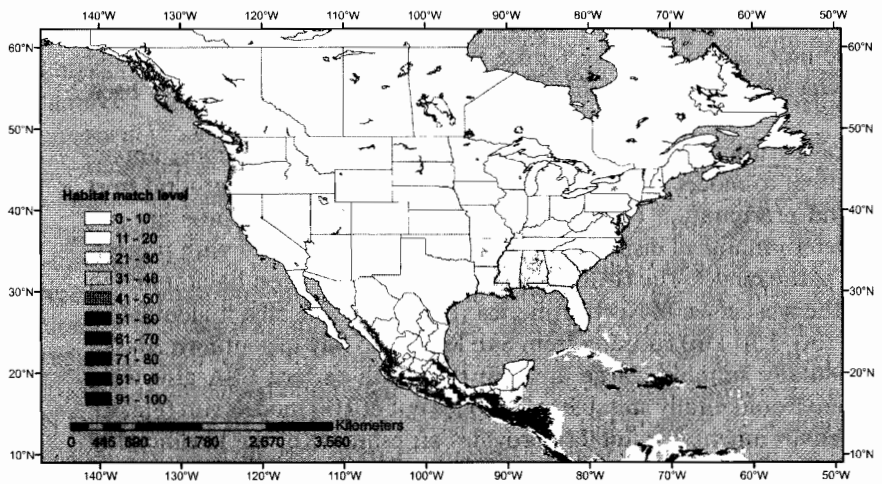 140°W 130°W 120°W 110°W 100°W 90°W 80°W 70°W 60°W 50°W
60°N 60°N
50°N 50°N
Habitat match level
0 - 10
40°N 40°N
11 - 20
21 - 30
31 - 40
30°N 30°N
41 - 50
51 - 60
61 - 70
71 - 80
20°N 20°N
81 - 90
91 - 100
Kilometers
0 445 890 1,780 2,670 3,560
10°N 10°N
140°W 130°W 120°W 110°W 100°W 90°W 80°W 70°W 60°W 50°W